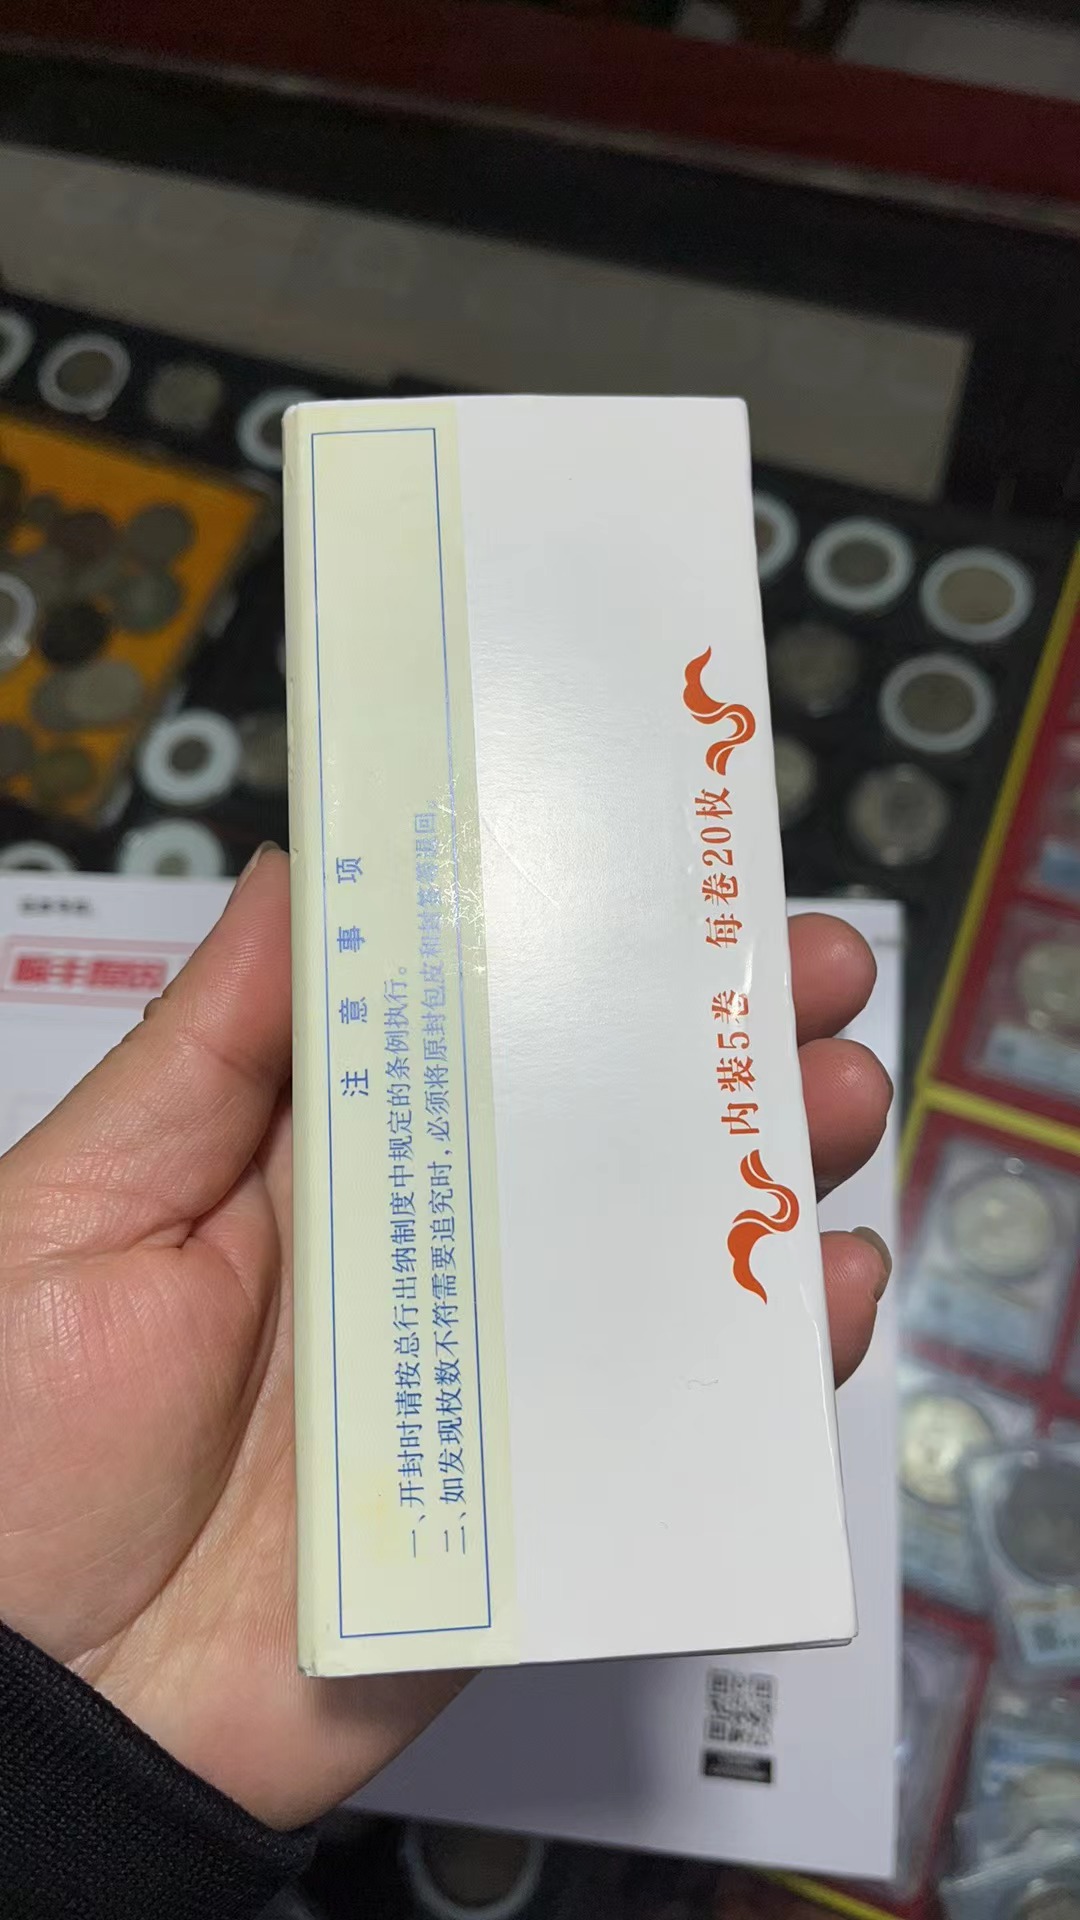 注意事项
一、开封时请按总行出纳制度中规定的条例执行。
二、如发现枚数不符需要追究时,必须将原封包皮和封签退回。
内装5卷 每卷20枚